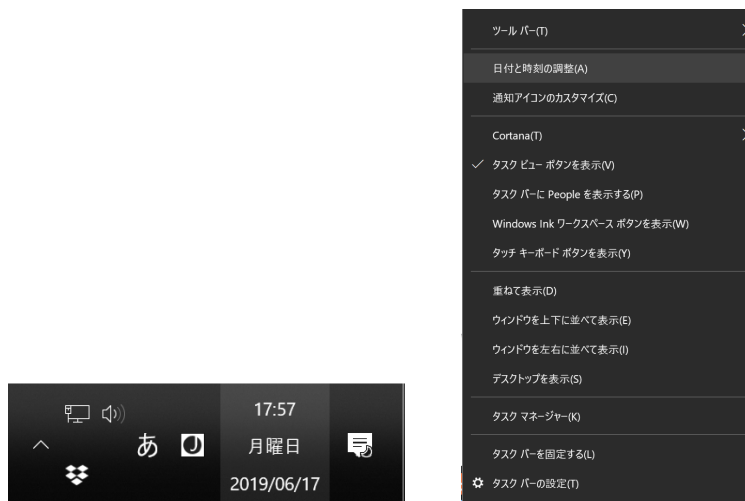 17:57
あ
月曜日
2019/06/17
ツール バー(T)
日付と時刻の調整(A)
通知アイコンのカスタマイズ(C)
Cortana(T)
タスク ビュー ボタンを表示(V)
タスク バーに People を表示する(P)
Windows Ink ワークスペース ボタンを表示(W)
タッチ キーボード ボタンを表示(Y)
重ねて表示(D)
ウィンドウを上下に並べて表示(E)
ウィンドウを左右に並べて表示(I)
デスクトップを表示(S)
タスク マネージャー(K)
タスク バーを固定する(L)
タスク バーの設定(T)